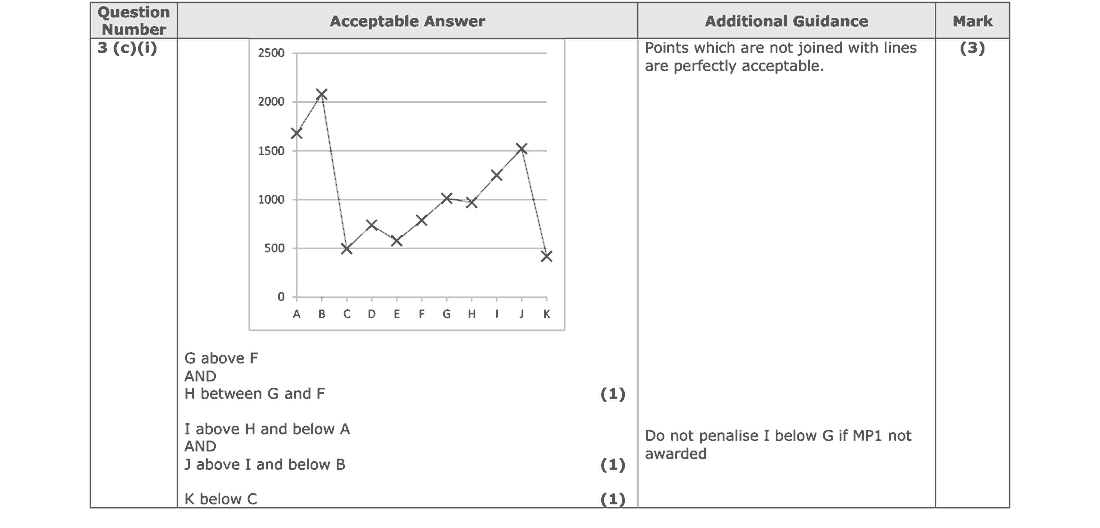 Question Number
Acceptable Answer
Additional Guidance
Mark
3 (c)(i)
2500
2000
1500
1000
500
0
A B C D E F G H I J K
Points which are not joined with lines
are perfectly acceptable.
(3)
G above F
AND
H between G and F (1)
I above H and below A
AND
J above I and below B (1)
Do not penalise I below G if MP1 not
awarded
K below C (1)